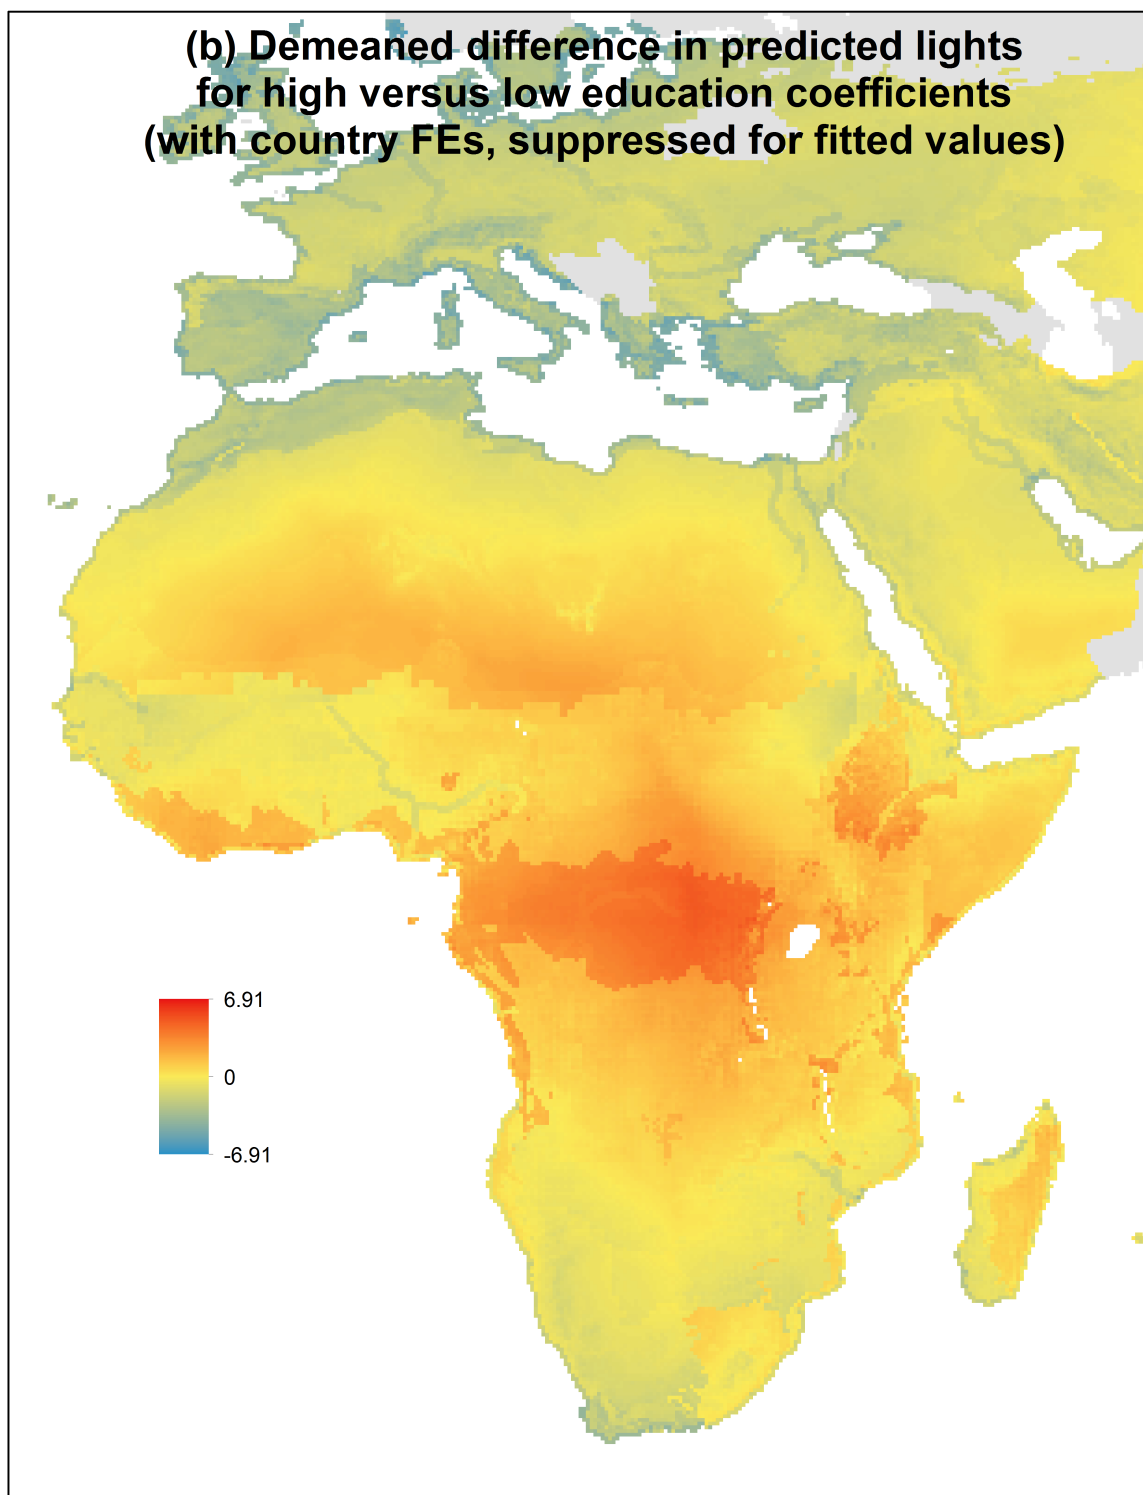 (b) Demeaned difference in predicted lights
for high versus low education coefficients
(with country FEs, suppressed for fitted values)
6.91
0
-6.91